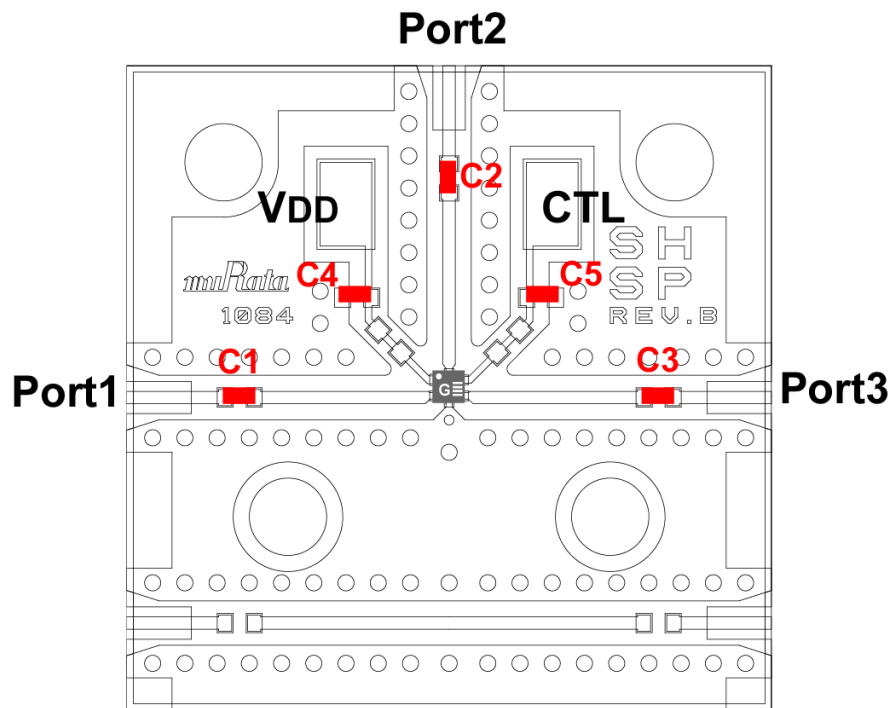 Port2
C2
VDD
CTL
SH
SP
REV.B
muRata
1084
C4
C5
C1
C3
Port1
Port3
G